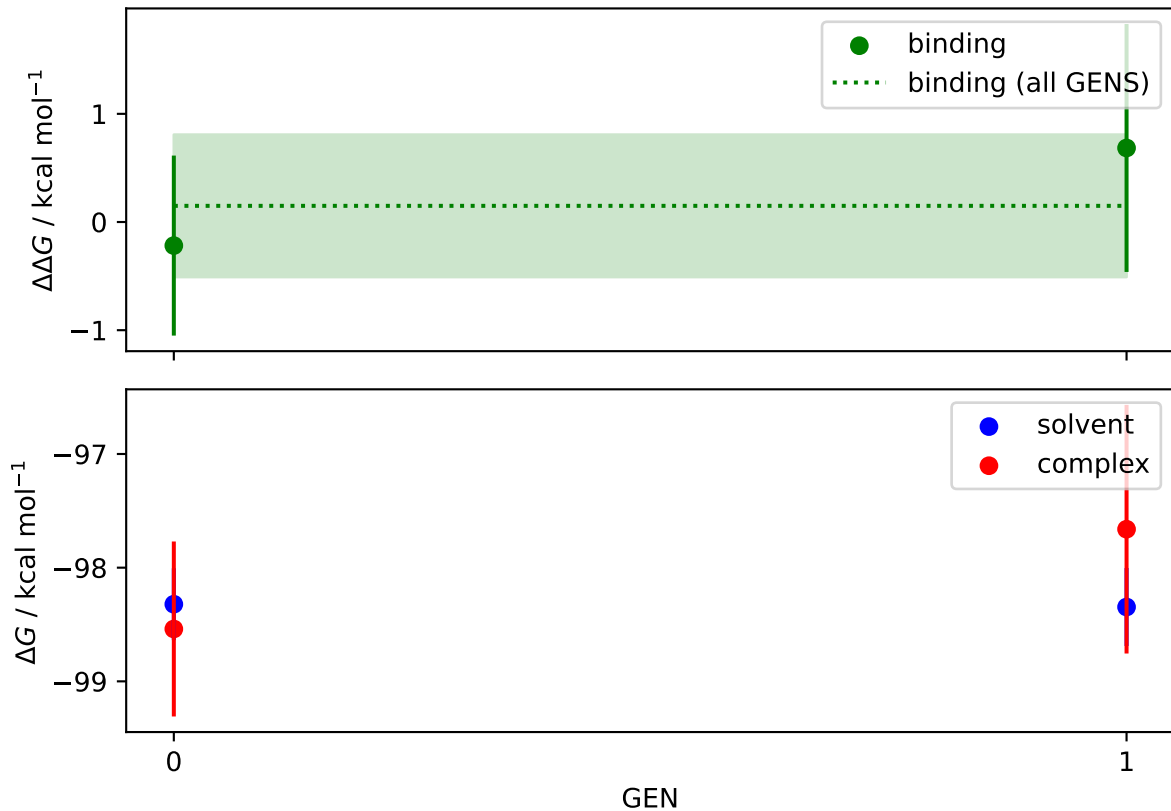 binding
binding (all GENS)
ΔΔG / kcal mol⁻¹
1
0
−1
solvent
complex
ΔG / kcal mol⁻¹
−97
−98
−99
0
1
GEN